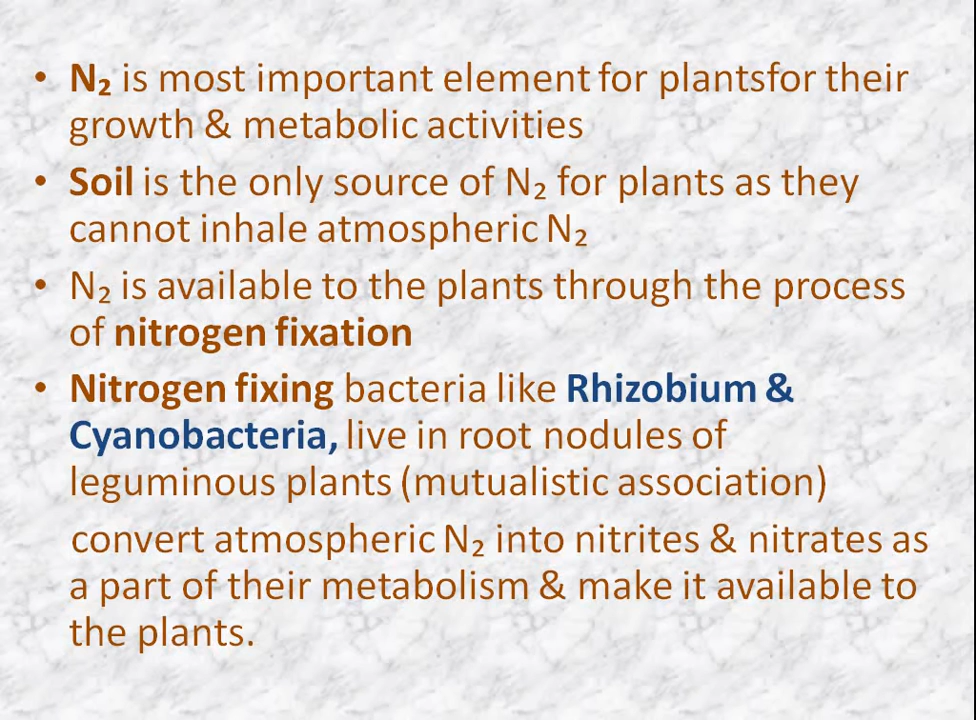 • N₂ is most important element for plantsfor their
growth & metabolic activities
• Soil is the only source of N₂ for plants as they
cannot inhale atmospheric N₂
• N₂ is available to the plants through the process
of nitrogen fixation
• Nitrogen fixing bacteria like Rhizobium &
Cyanobacteria, live in root nodules of
leguminous plants (mutualistic association)
convert atmospheric N₂ into nitrites & nitrates as
a part of their metabolism & make it available to
the plants.